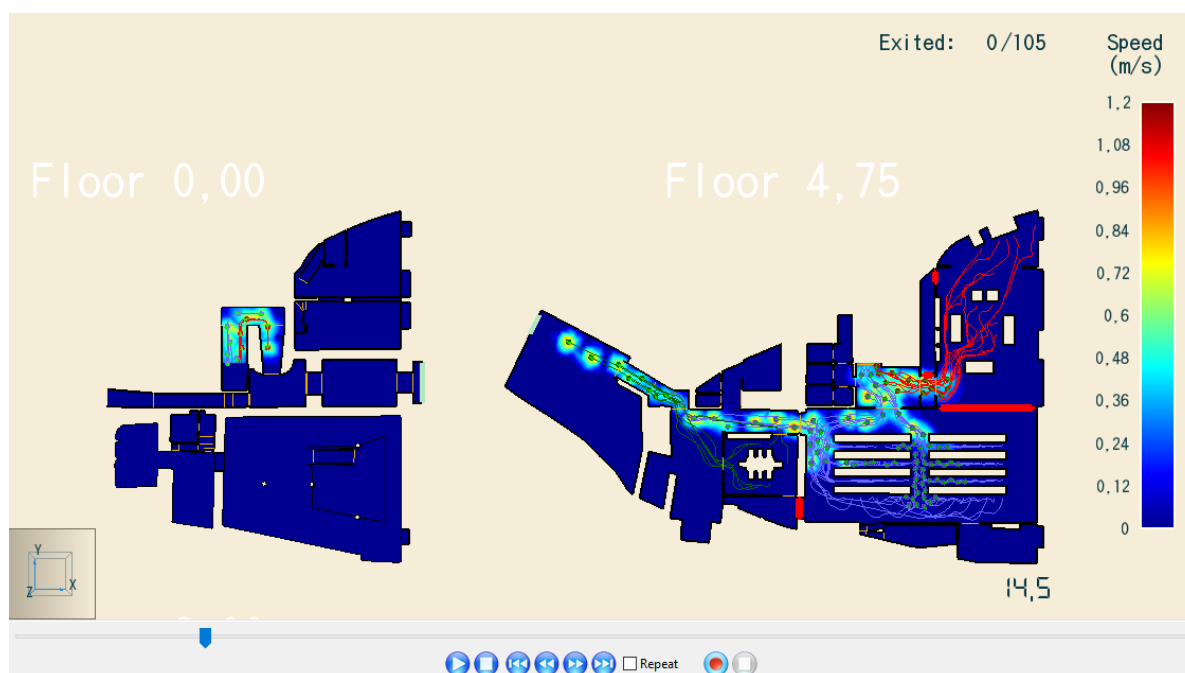 Exited: 0/105
Speed
(m/s)
1,2
1,08
0,96
0,84
0,72
0,6
0,48
0,36
0,24
0,12
0
Floor 0,00
Floor 4,75
Y
Z
X
14,5
Repeat